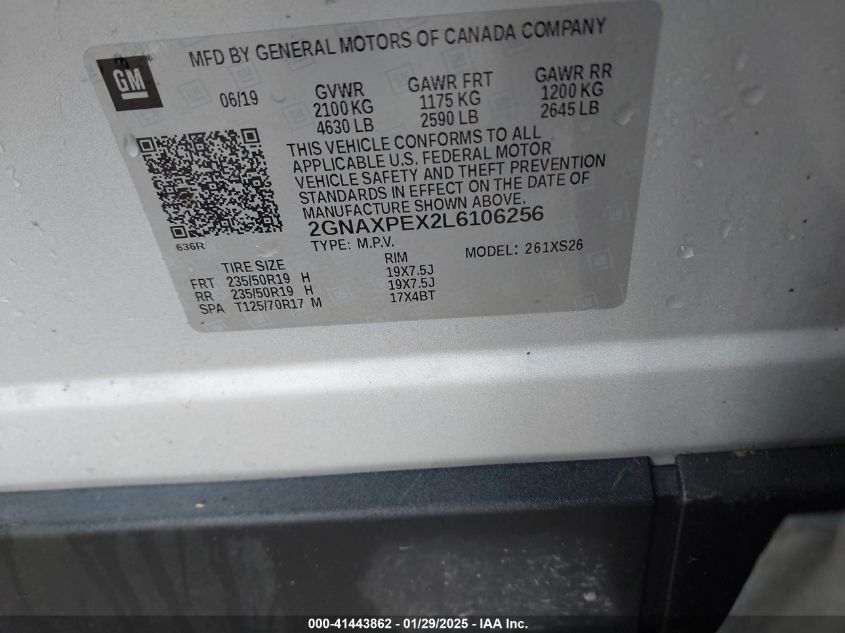 MFD BY GENERAL MOTORS OF CANADA COMPANY
GM
06/19 GVWR GAWR FRT GAWR RR
2100 KG 1175 KG 1200 KG
4630 LB 2590 LB 2645 LB
THIS VEHICLE CONFORMS TO ALL
APPLICABLE U.S. FEDERAL MOTOR
VEHICLE SAFETY AND THEFT PREVENTION
STANDARDS IN EFFECT ON THE DATE OF
MANUFACTURE SHOWN ABOVE.
2GNAXPEX2L6106256
636R
TYPE: M.P.V. MODEL: 261XS26
TIRE SIZE RIM
FRT 235/50R19 H 19X7.5J
RR 235/50R19 H 19X7.5J
SPA T125/70R17 M 17X4BT
000-41443862 - 01/29/2025 - IAA Inc.